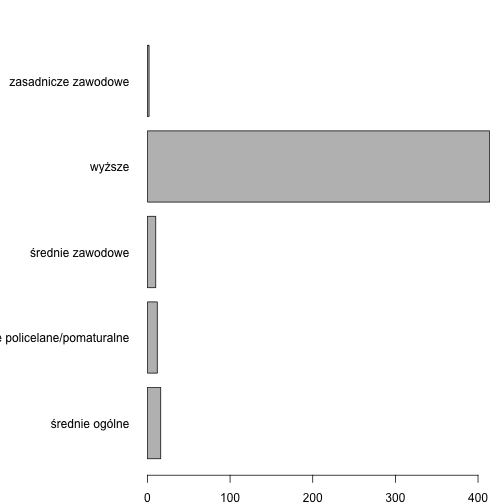 zasadnicze zawodowe
wyższe
średnie zawodowe
e policelane/pomaturalne
średnie ogólne
0 100 200 300 400